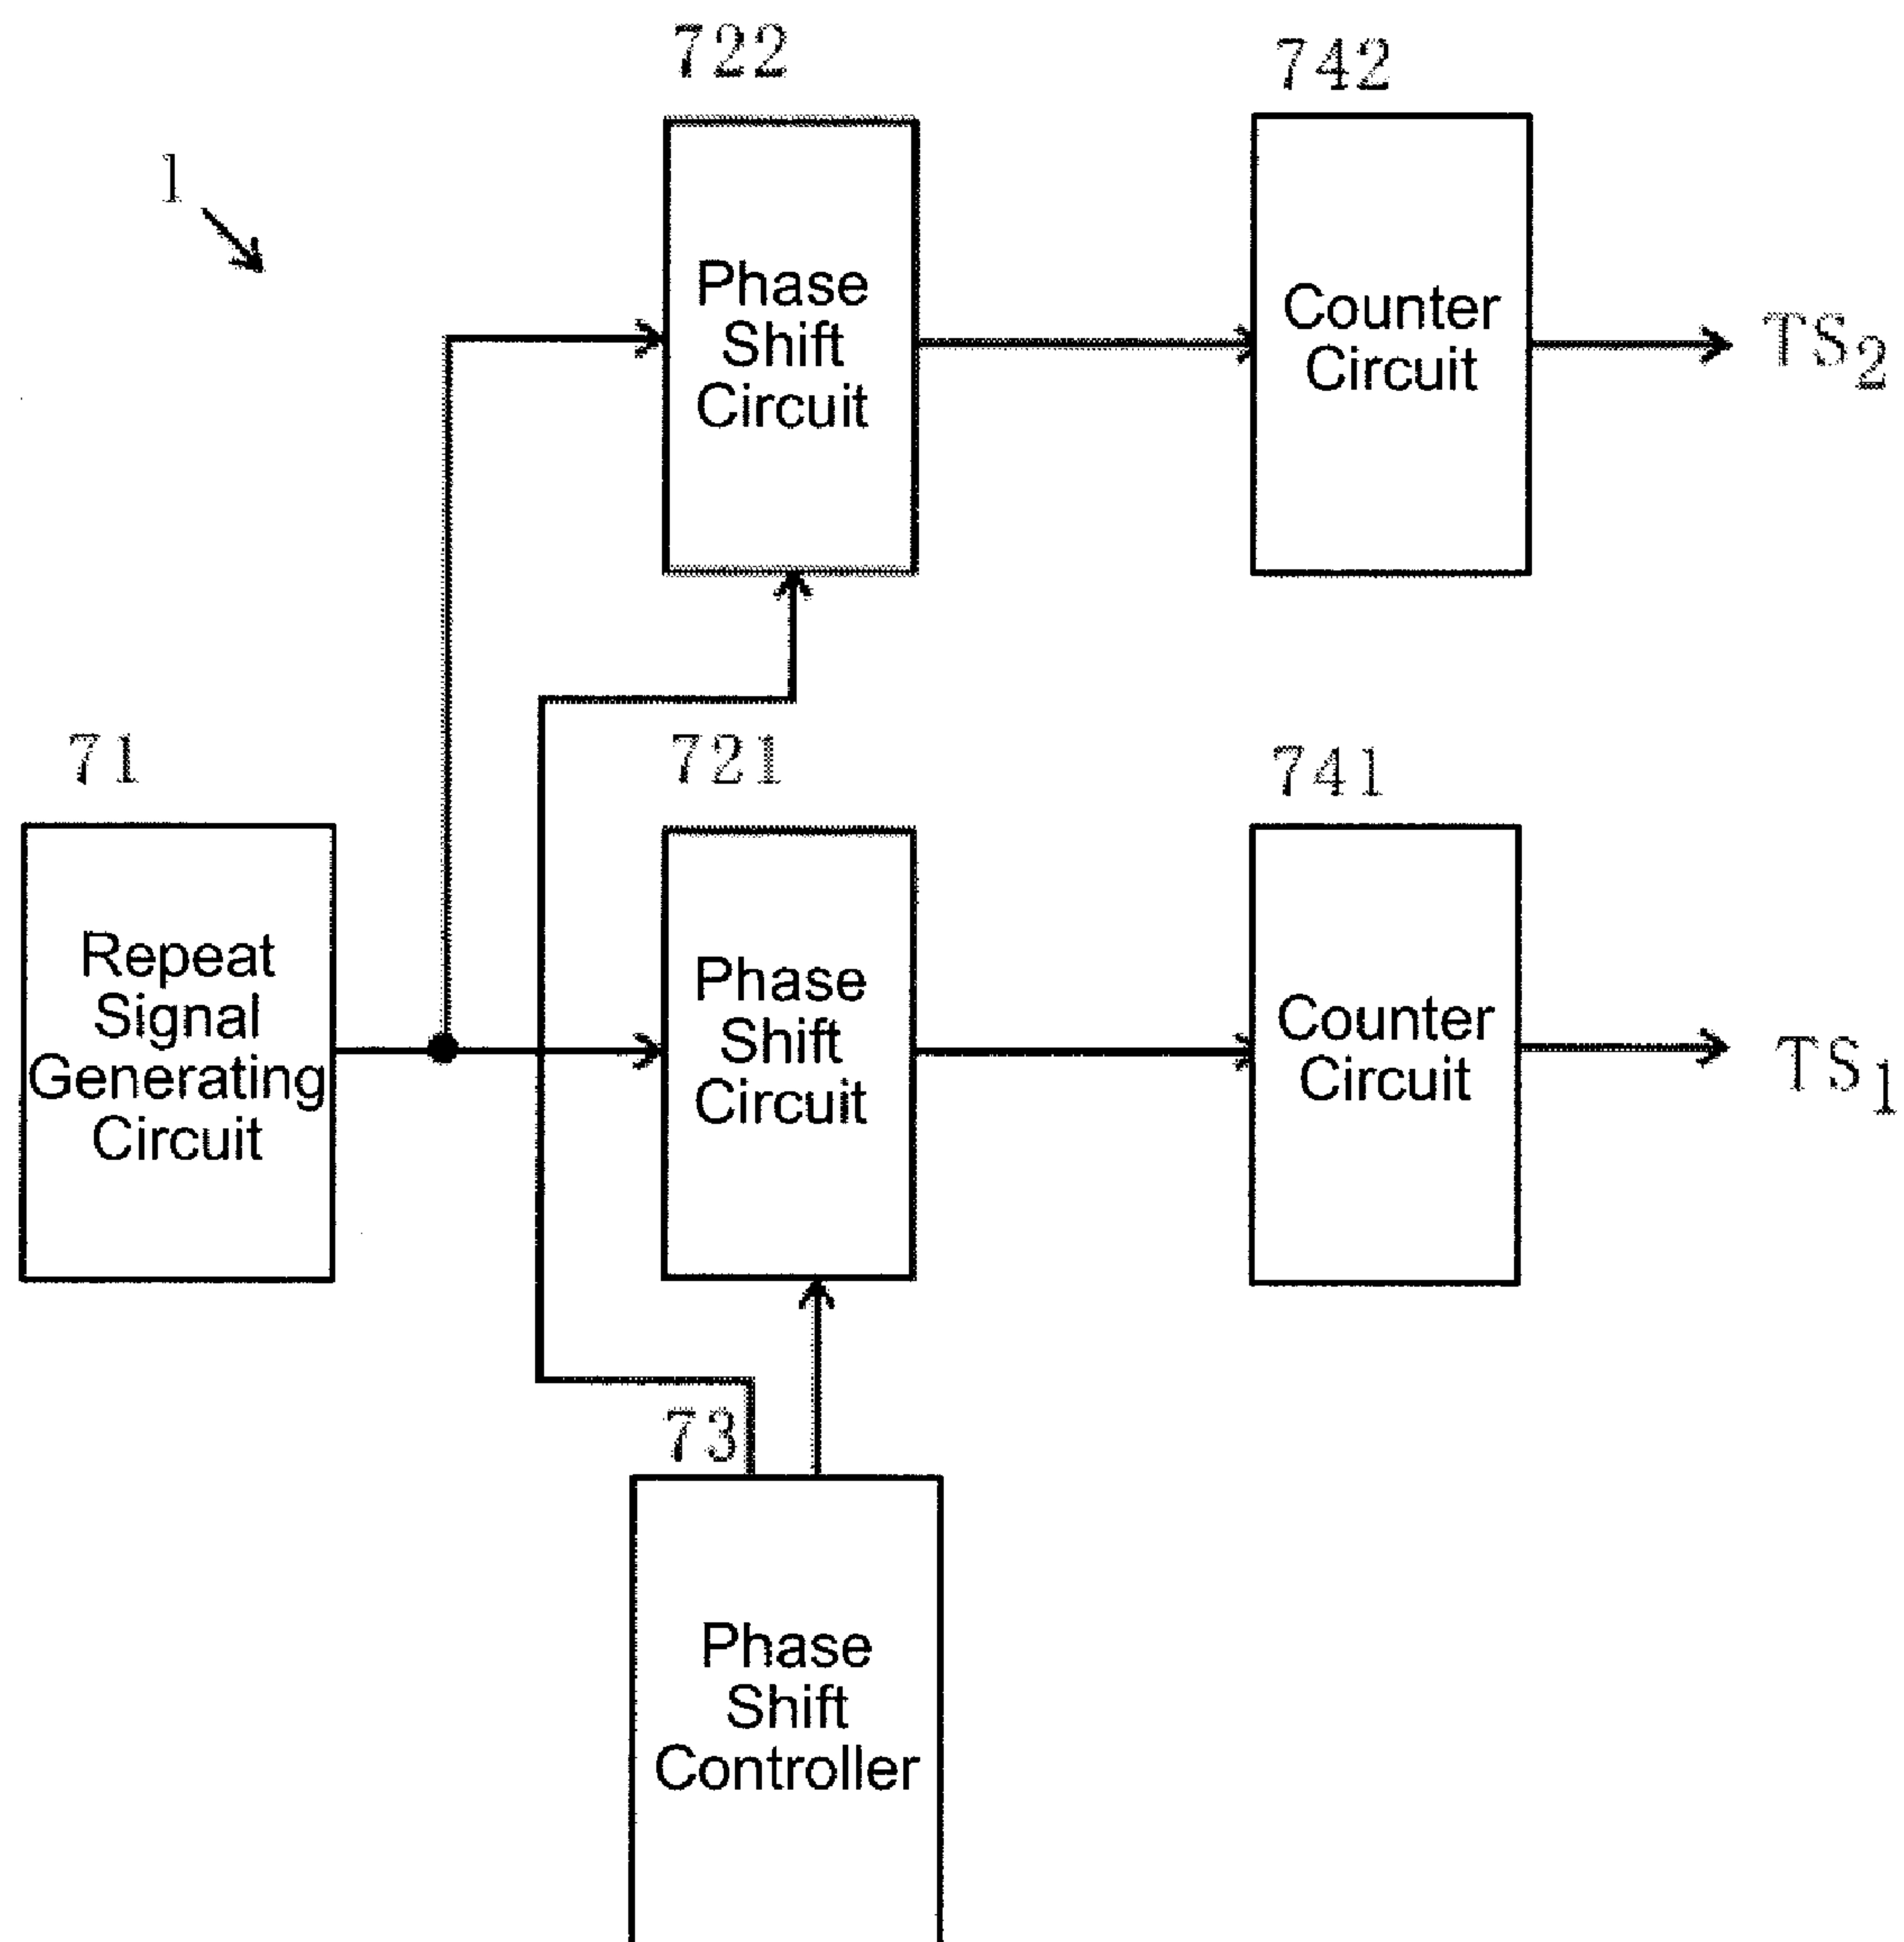 722
742
1
Phase
Shift
Circuit
Counter
Circuit
TS2
71
721
741
Repeat
Signal
Generating
Circuit
Phase
Shift
Circuit
Counter
Circuit
TS1
73
Phase
Shift
Controller